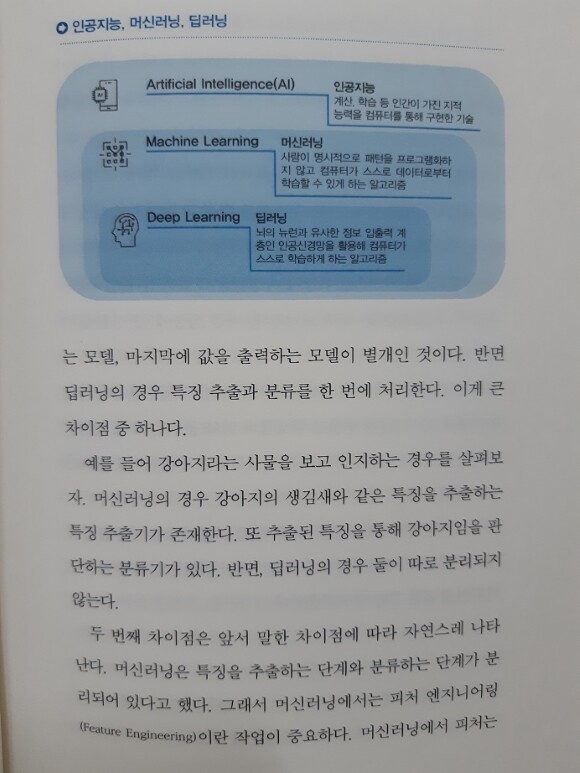 인공지능, 머신러닝, 딥러닝
Artificial Intelligence(AI)
인공지능
계산, 학습 등 인간이 가진 지적
능력을 컴퓨터를 통해 구현한 기술
Machine Learning
머신러닝
사람이 명시적으로 패턴을 프로그램화하
지 않고 컴퓨터가 스스로 데이터로부터
학습할 수 있게 하는 알고리즘
Deep Learning
딥러닝
뇌의 뉴런과 유사한 정보 입출력 계
층인 인공신경망을 활용해 컴퓨터가
스스로 학습하게 하는 알고리즘
는 모델, 마지막에 값을 출력하는 모델이 별개인 것이다. 반면
딥러닝의 경우 특징 추출과 분류를 한 번에 처리한다. 이게 큰
차이점 중 하나다.
예를 들어 강아지라는 사물을 보고 인지하는 경우를 살펴보
자. 머신러닝의 경우 강아지의 생김새와 같은 특징을 추출하는
특징 추출기가 존재한다. 또 추출된 특징을 통해 강아지임을 판
단하는 분류기가 있다. 반면, 딥러닝의 경우 둘이 따로 분리되지
않는다.
두 번째 차이점은 앞서 말한 차이점에 따라 자연스레 나타
난다. 머신러닝은 특징을 추출하는 단계와 분류하는 단계가 분
리되어 있다고 했다. 그래서 머신러닝에서는 피처 엔지니어링
(Feature Engineering)이란 작업이 중요하다. 머신러닝에서 피처는